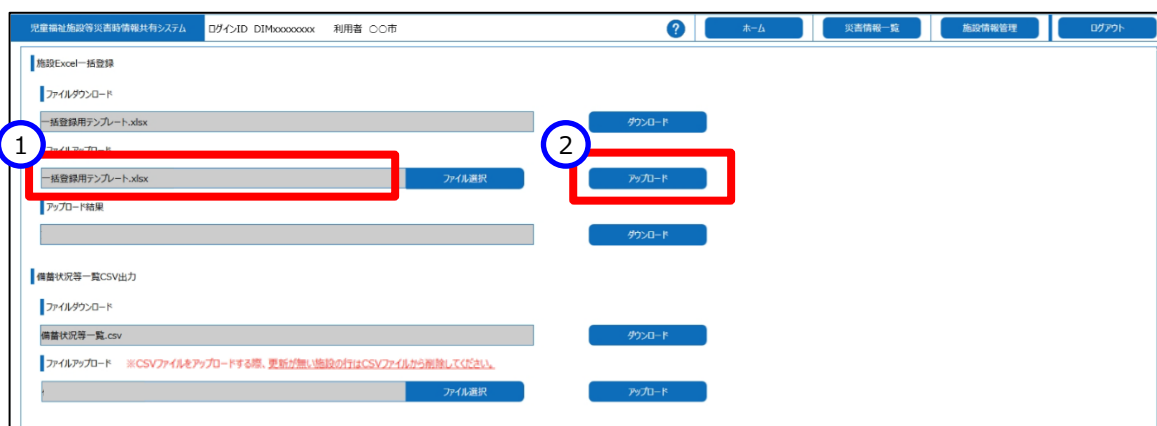 児童福祉施設等災害時情報共有システム ログインID DIMxxxxxxxx 利用者 〇〇市 ? ホーム 災害情報一覧 施設情報管理 ログアウト
施設Excel一括登録
ファイルダウンロード
一括登録用テンプレート.xlsx ダウンロード
1 ファイルアップロード 2
一括登録用テンプレート.xlsx ファイル選択 アップロード
アップロード結果
ダウンロード
備蓄状況等一覧CSV出力
ファイルダウンロード
備蓄状況等一覧.csv ダウンロード
ファイルアップロード ※CSVファイルをアップロードする際、更新が無い施設の行はCSVファイルから削除してください。
ファイル選択 アップロード